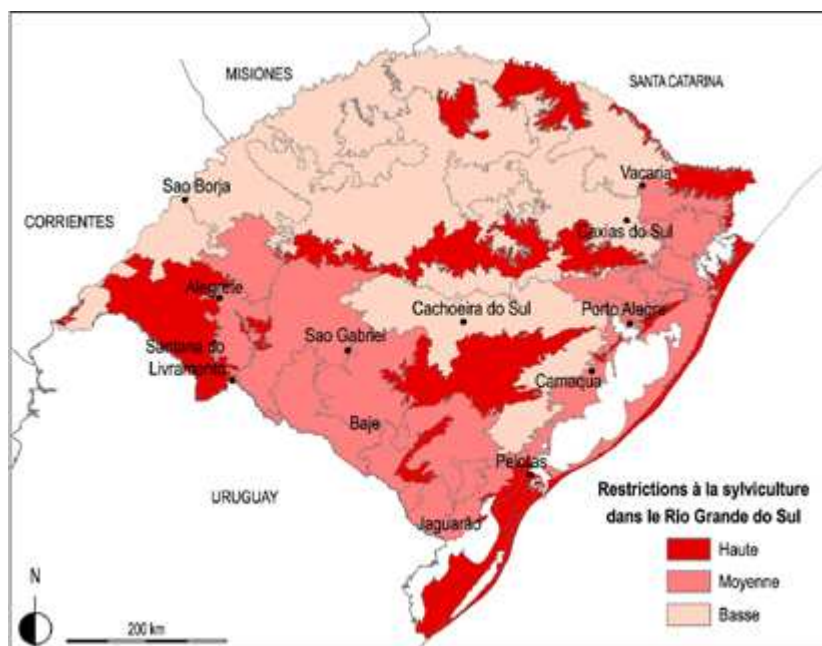 MISIONES
SANTA CATARINA
Vacaria
Sao Borja
CORRIENTES
Caxias do Sul
Alegrete
Cachoeira do Sul
Porto Alegre
Sao Gabriel
Santana do
Livramento
Camaqua
Baje
Pelotas
URUGUAY
Restrictions à la sylviculture
dans le Rio Grande do Sul
Jaguarão
Haute
Moyenne
Basse
N
200 km